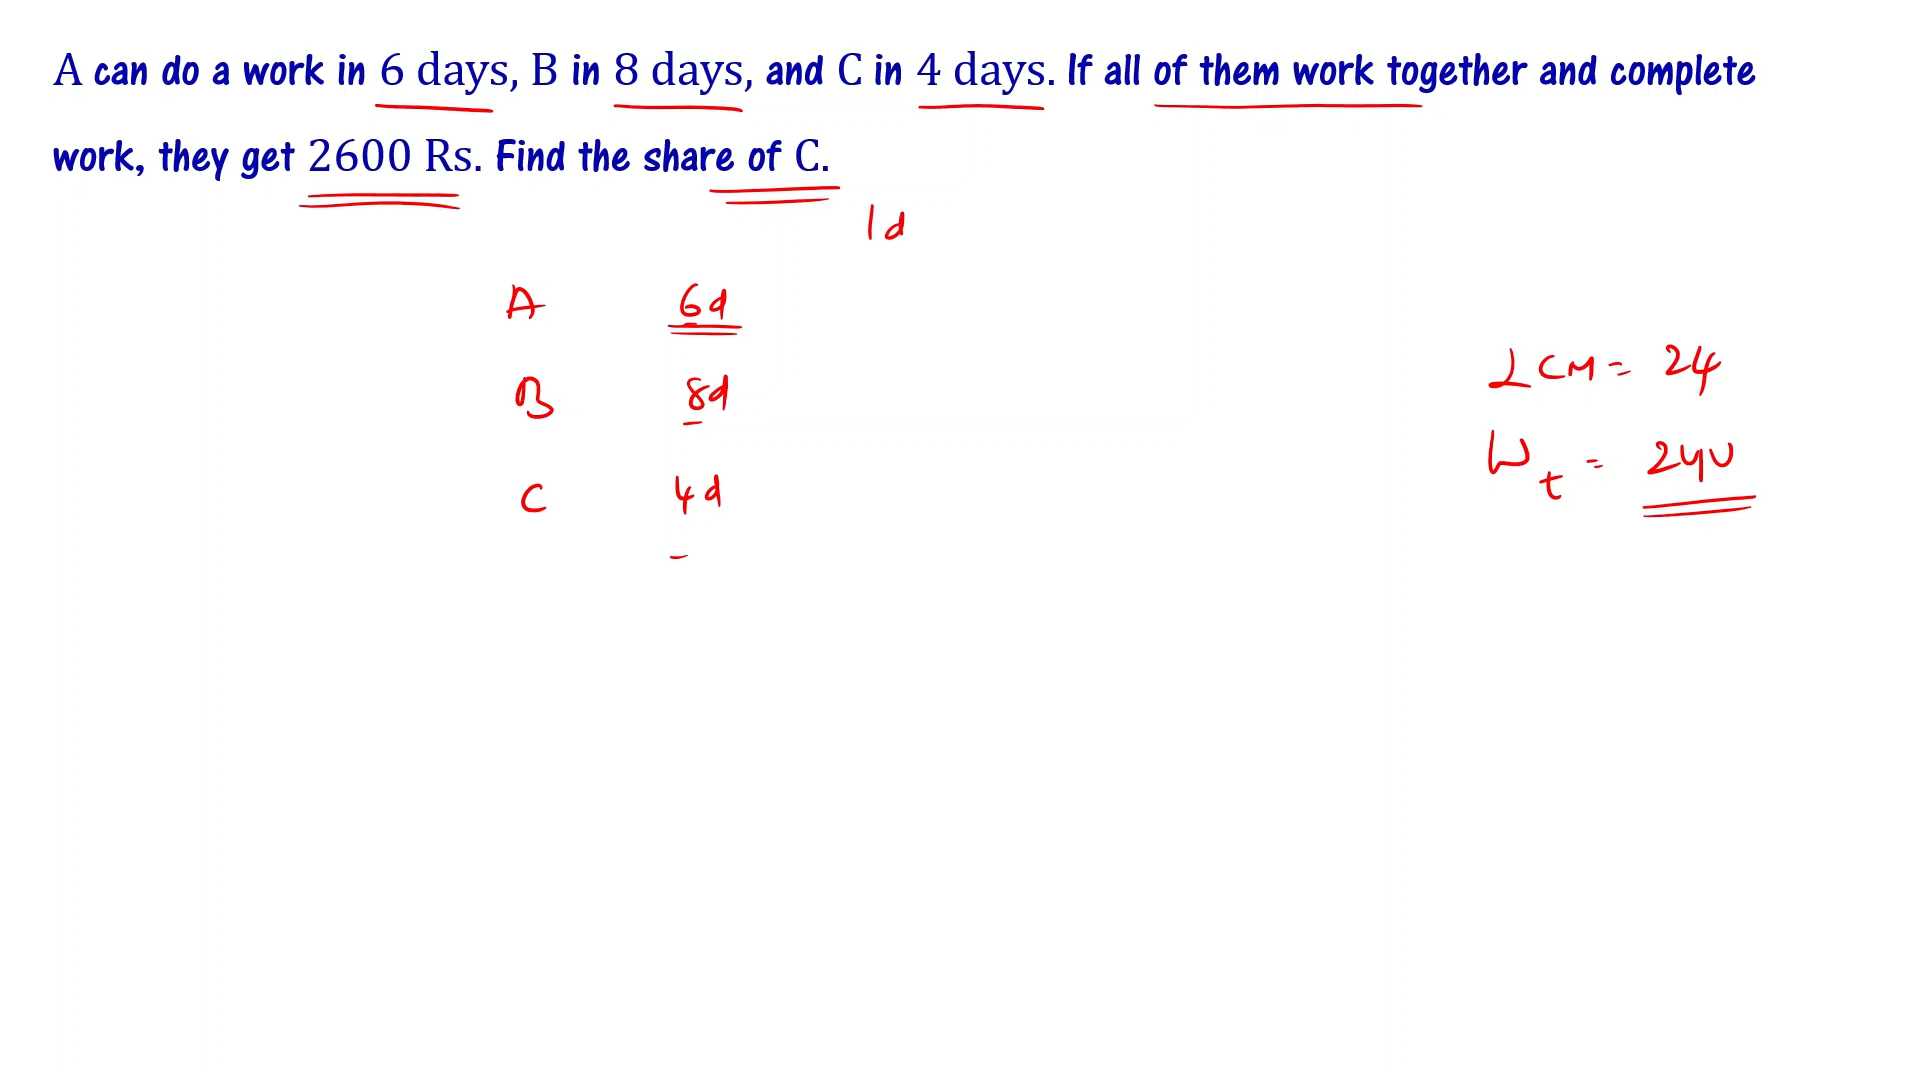 A can do a work in 6 days, B in 8 days, and C in 4 days. If all of them work together and complete
work, they get 2600 Rs. Find the share of C.
1d
A 6d
B 8d
C 4d
LCM = 24
Wt = 24U